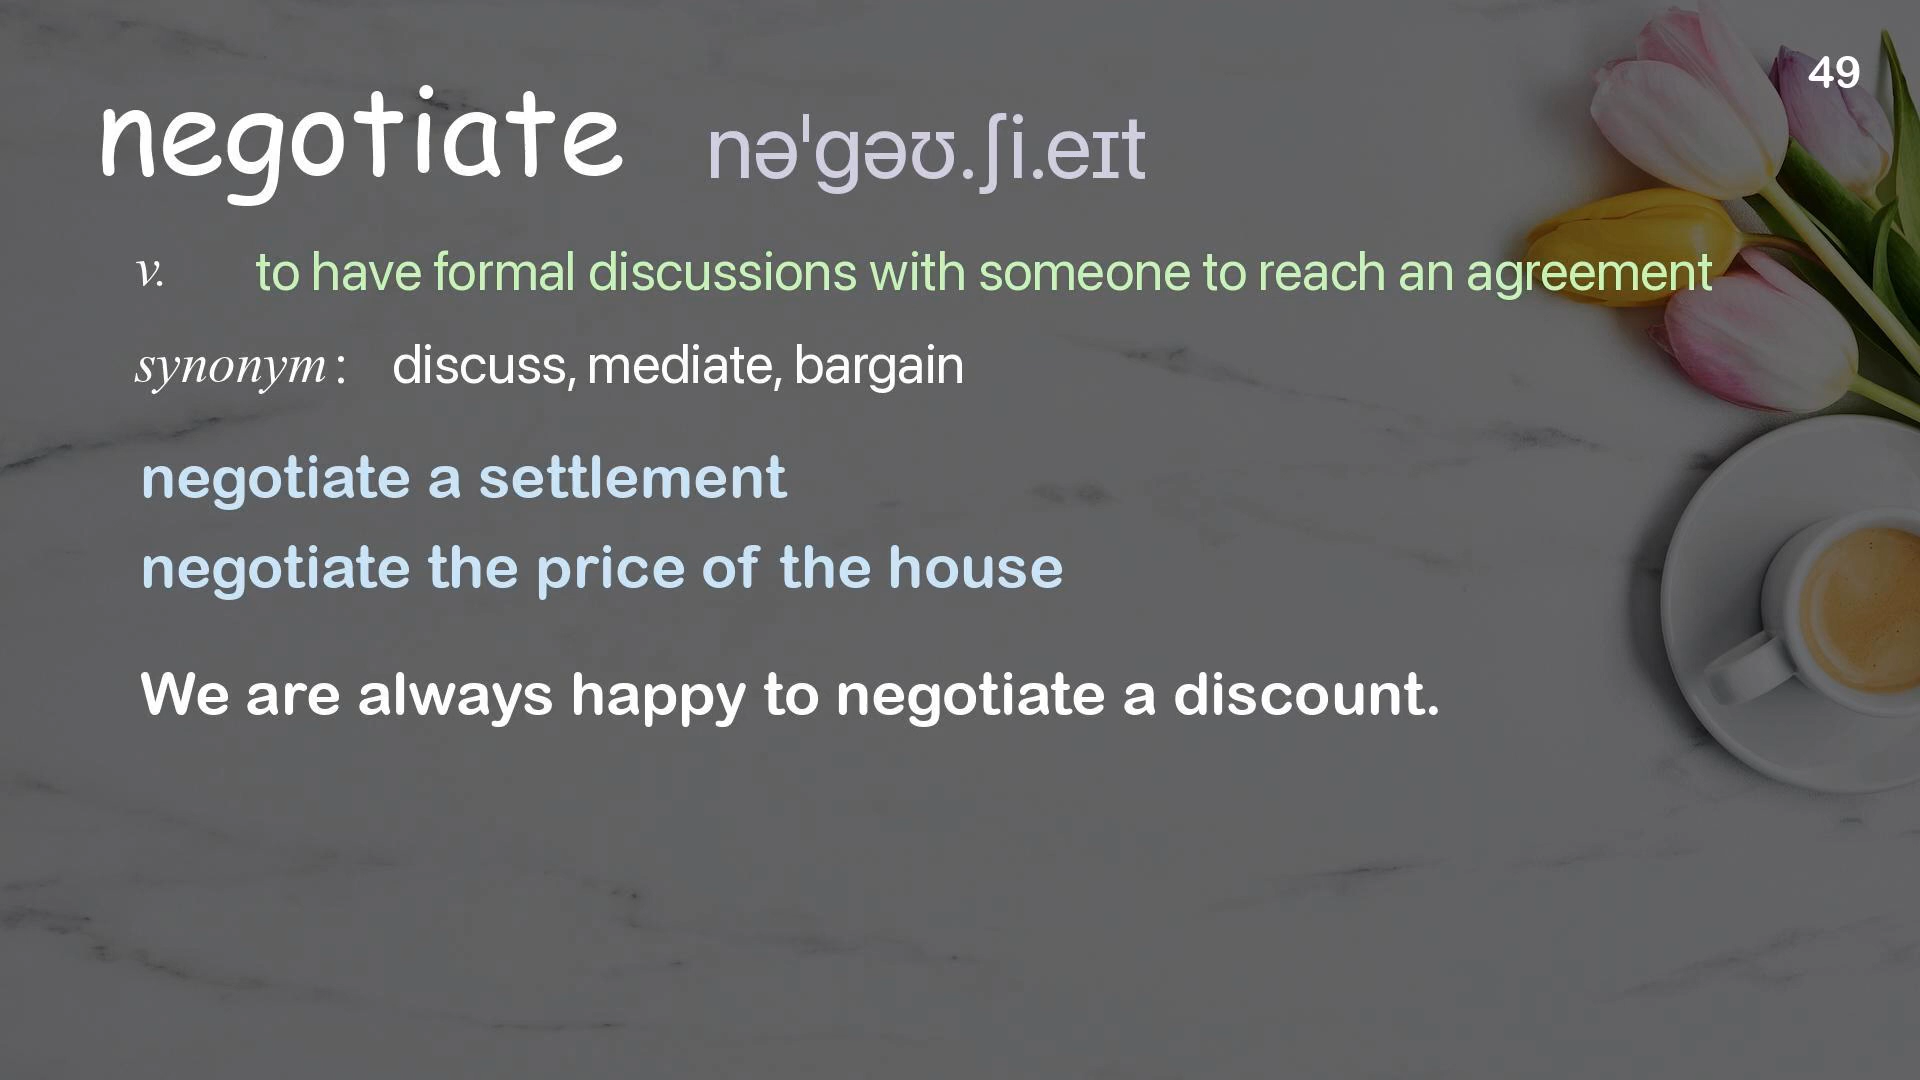 49
negotiate nəˈɡəʊ.ʃi.eɪt
v. to have formal discussions with someone to reach an agreement
synonym: discuss, mediate, bargain
negotiate a settlement
negotiate the price of the house
We are always happy to negotiate a discount.